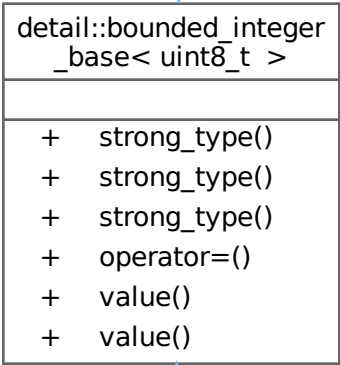 detail::bounded_integer
_base< uint8_t  >
+ strong_type()
+ strong_type()
+ strong_type()
+ operator=()
+ value()
+ value()